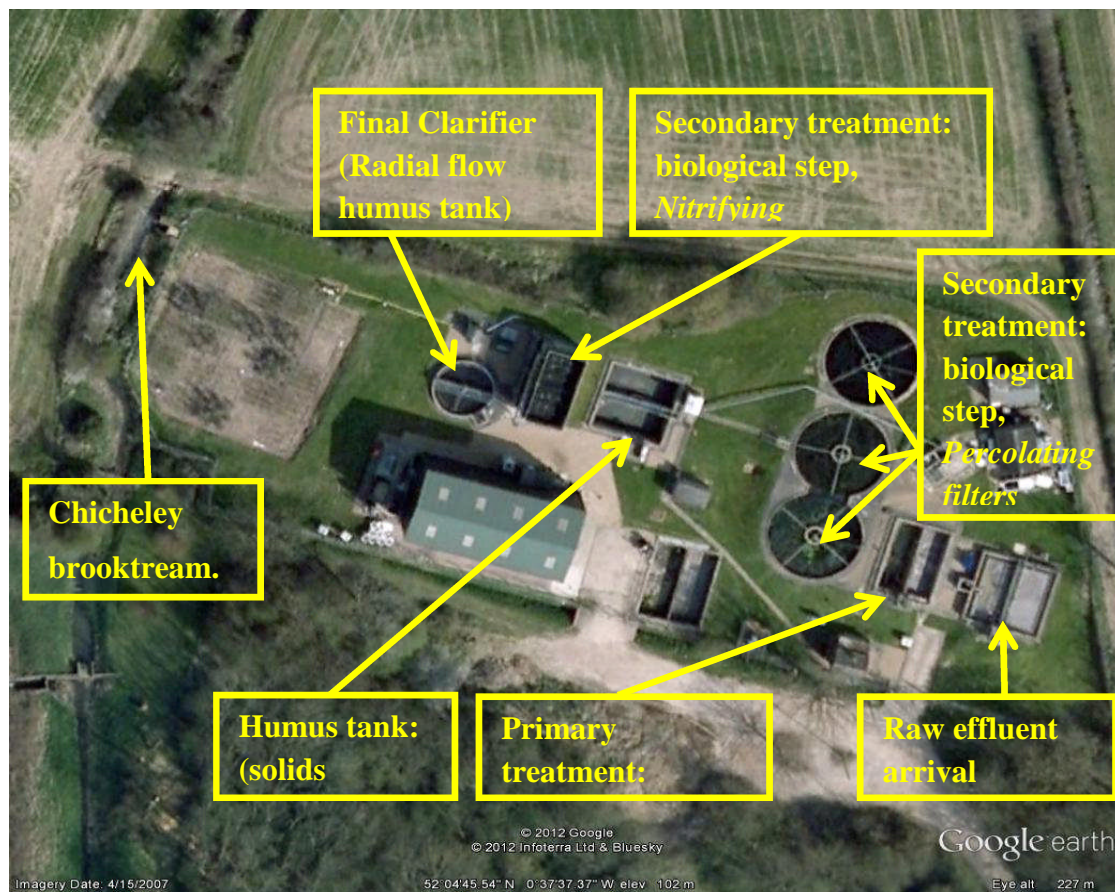 Final Clarifier
(Radial flow
humus tank)
Secondary treatment:
biological step,
Nitrifying
Secondary
treatment:
biological
step,
Percolating
filters
Chicheley
brooktream.
Humus tank:
(solids
Primary
treatment:
Raw effluent
arrival
© 2012 Google
© 2012 Infoterra Ltd & Bluesky
Google earth
Imagery Date: 4/15/2007
52°04'45.54" N 0°37'37.37" W elev 102 m
Eye alt 227 m